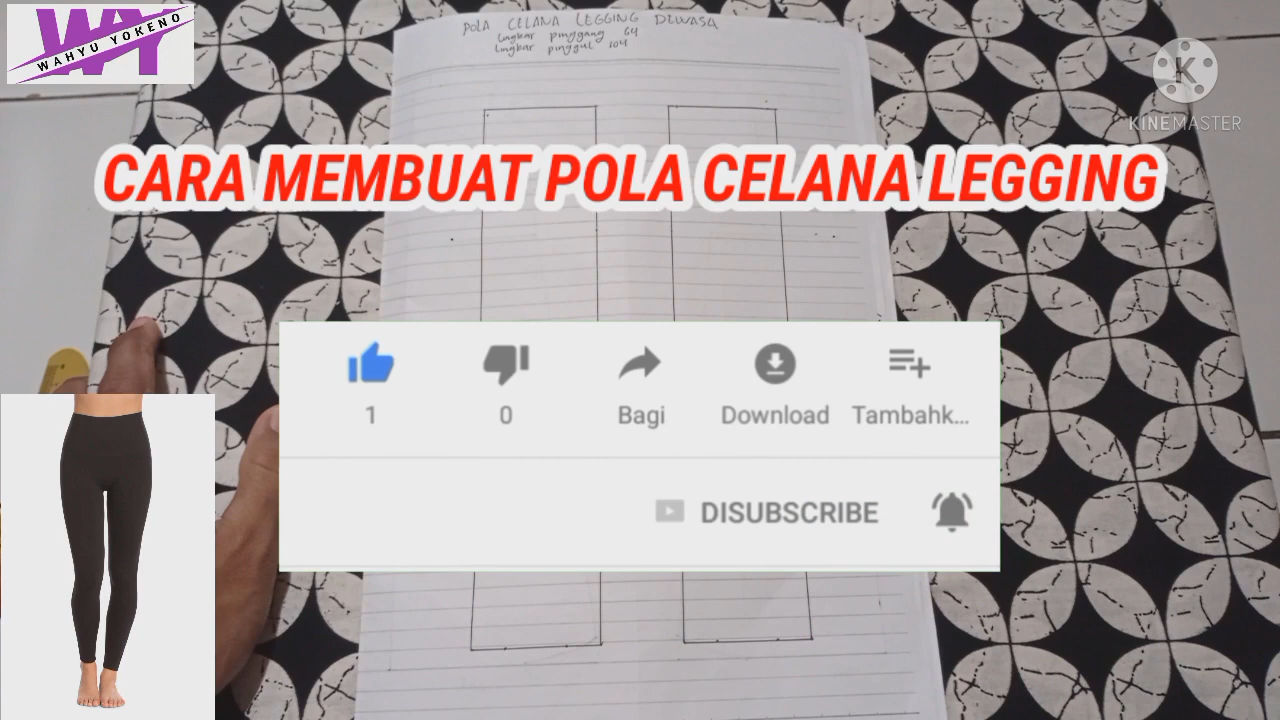 WY
WAHYU YOKENO
POLA CELANA LEGGING DEWASA
Lingkar pinggang 64
Lingkar pinggul 104
K
KINEMASTER
CARA MEMBUAT POLA CELANA LEGGING
1
0
Bagi
Download
Tambahk...
DISUBSCRIBE